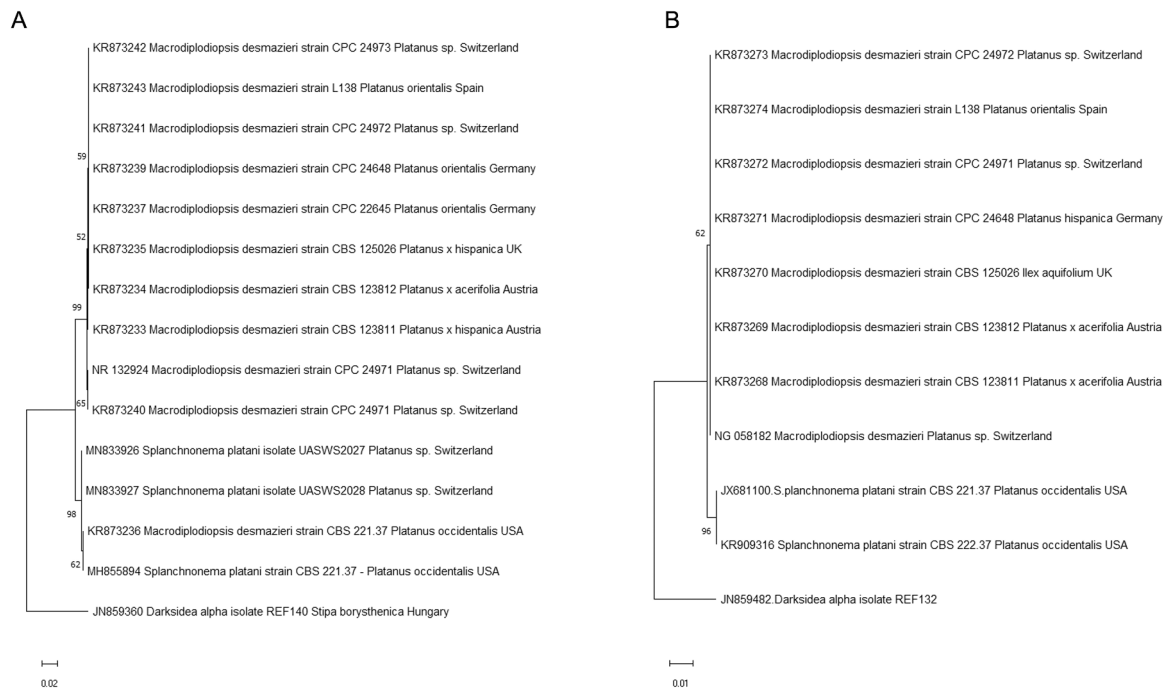 A
KR873242 Macrodiplodiopsis desmazieri strain CPC 24973 Platanus sp. Switzerland
KR873243 Macrodiplodiopsis desmazieri strain L138 Platanus orientalis Spain
KR873241 Macrodiplodiopsis desmazieri strain CPC 24972 Platanus sp. Switzerland
59
KR873239 Macrodiplodiopsis desmazieri strain CPC 24648 Platanus orientalis Germany
KR873237 Macrodiplodiopsis desmazieri strain CPC 22645 Platanus orientalis Germany
52
KR873235 Macrodiplodiopsis desmazieri strain CBS 125026 Platanus x hispanica UK
KR873234 Macrodiplodiopsis desmazieri strain CBS 123812 Platanus x acerifolia Austria
99
KR873233 Macrodiplodiopsis desmazieri strain CBS 123811 Platanus x hispanica Austria
NR 132924 Macrodiplodiopsis desmazieri strain CPC 24971 Platanus sp. Switzerland
65
KR873240 Macrodiplodiopsis desmazieri strain CPC 24971 Platanus sp. Switzerland
MN833926 Splanchnonema platani isolate UASWS2027 Platanus sp. Switzerland
MN833927 Splanchnonema platani isolate UASWS2028 Platanus sp. Switzerland
98
KR873236 Macrodiplodiopsis desmazieri strain CBS 221.37 Platanus occidentalis USA
62
MH855894 Splanchnonema platani strain CBS 221.37 - Platanus occidentalis USA
JN859360 Darksidea alpha isolate REF140 Stipa borysthenica Hungary
0.02
B
KR873273 Macrodiplodiopsis desmazieri strain CPC 24972 Platanus sp. Switzerland
KR873274 Macrodiplodiopsis desmazieri strain L138 Platanus orientalis Spain
KR873272 Macrodiplodiopsis desmazieri strain CPC 24971 Platanus sp. Switzerland
KR873271 Macrodiplodiopsis desmazieri strain CPC 24648 Platanus hispanica Germany
62
KR873270 Macrodiplodiopsis desmazieri strain CBS 125026 Ilex aquifolium UK
KR873269 Macrodiplodiopsis desmazieri strain CBS 123812 Platanus x acerifolia Austria
KR873268 Macrodiplodiopsis desmazieri strain CBS 123811 Platanus x acerifolia Austria
NG 058182 Macrodiplodiopsis desmazieri Platanus sp. Switzerland
JX681100.S.planchnonema platani strain CBS 221.37 Platanus occidentalis USA
96
KR909316 Splanchnonema platani strain CBS 222.37 Platanus occidentalis USA
JN859482.Darksidea alpha isolate REF132
0.01